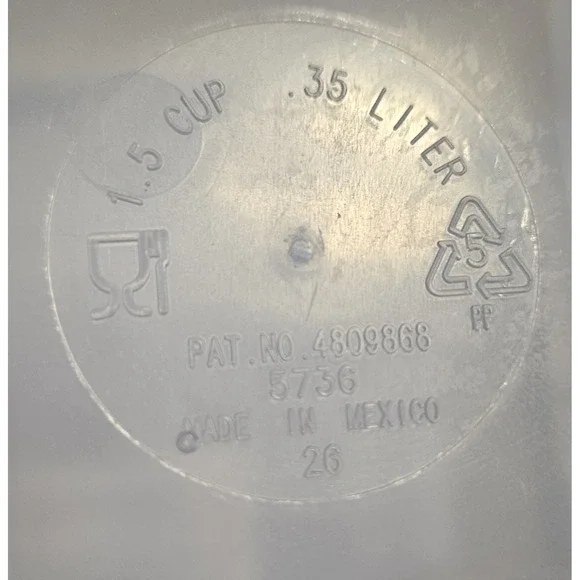 1.5 CUP .35 LITER
5
PP
PAT.NO.4809868
5736
MADE IN MEXICO
26